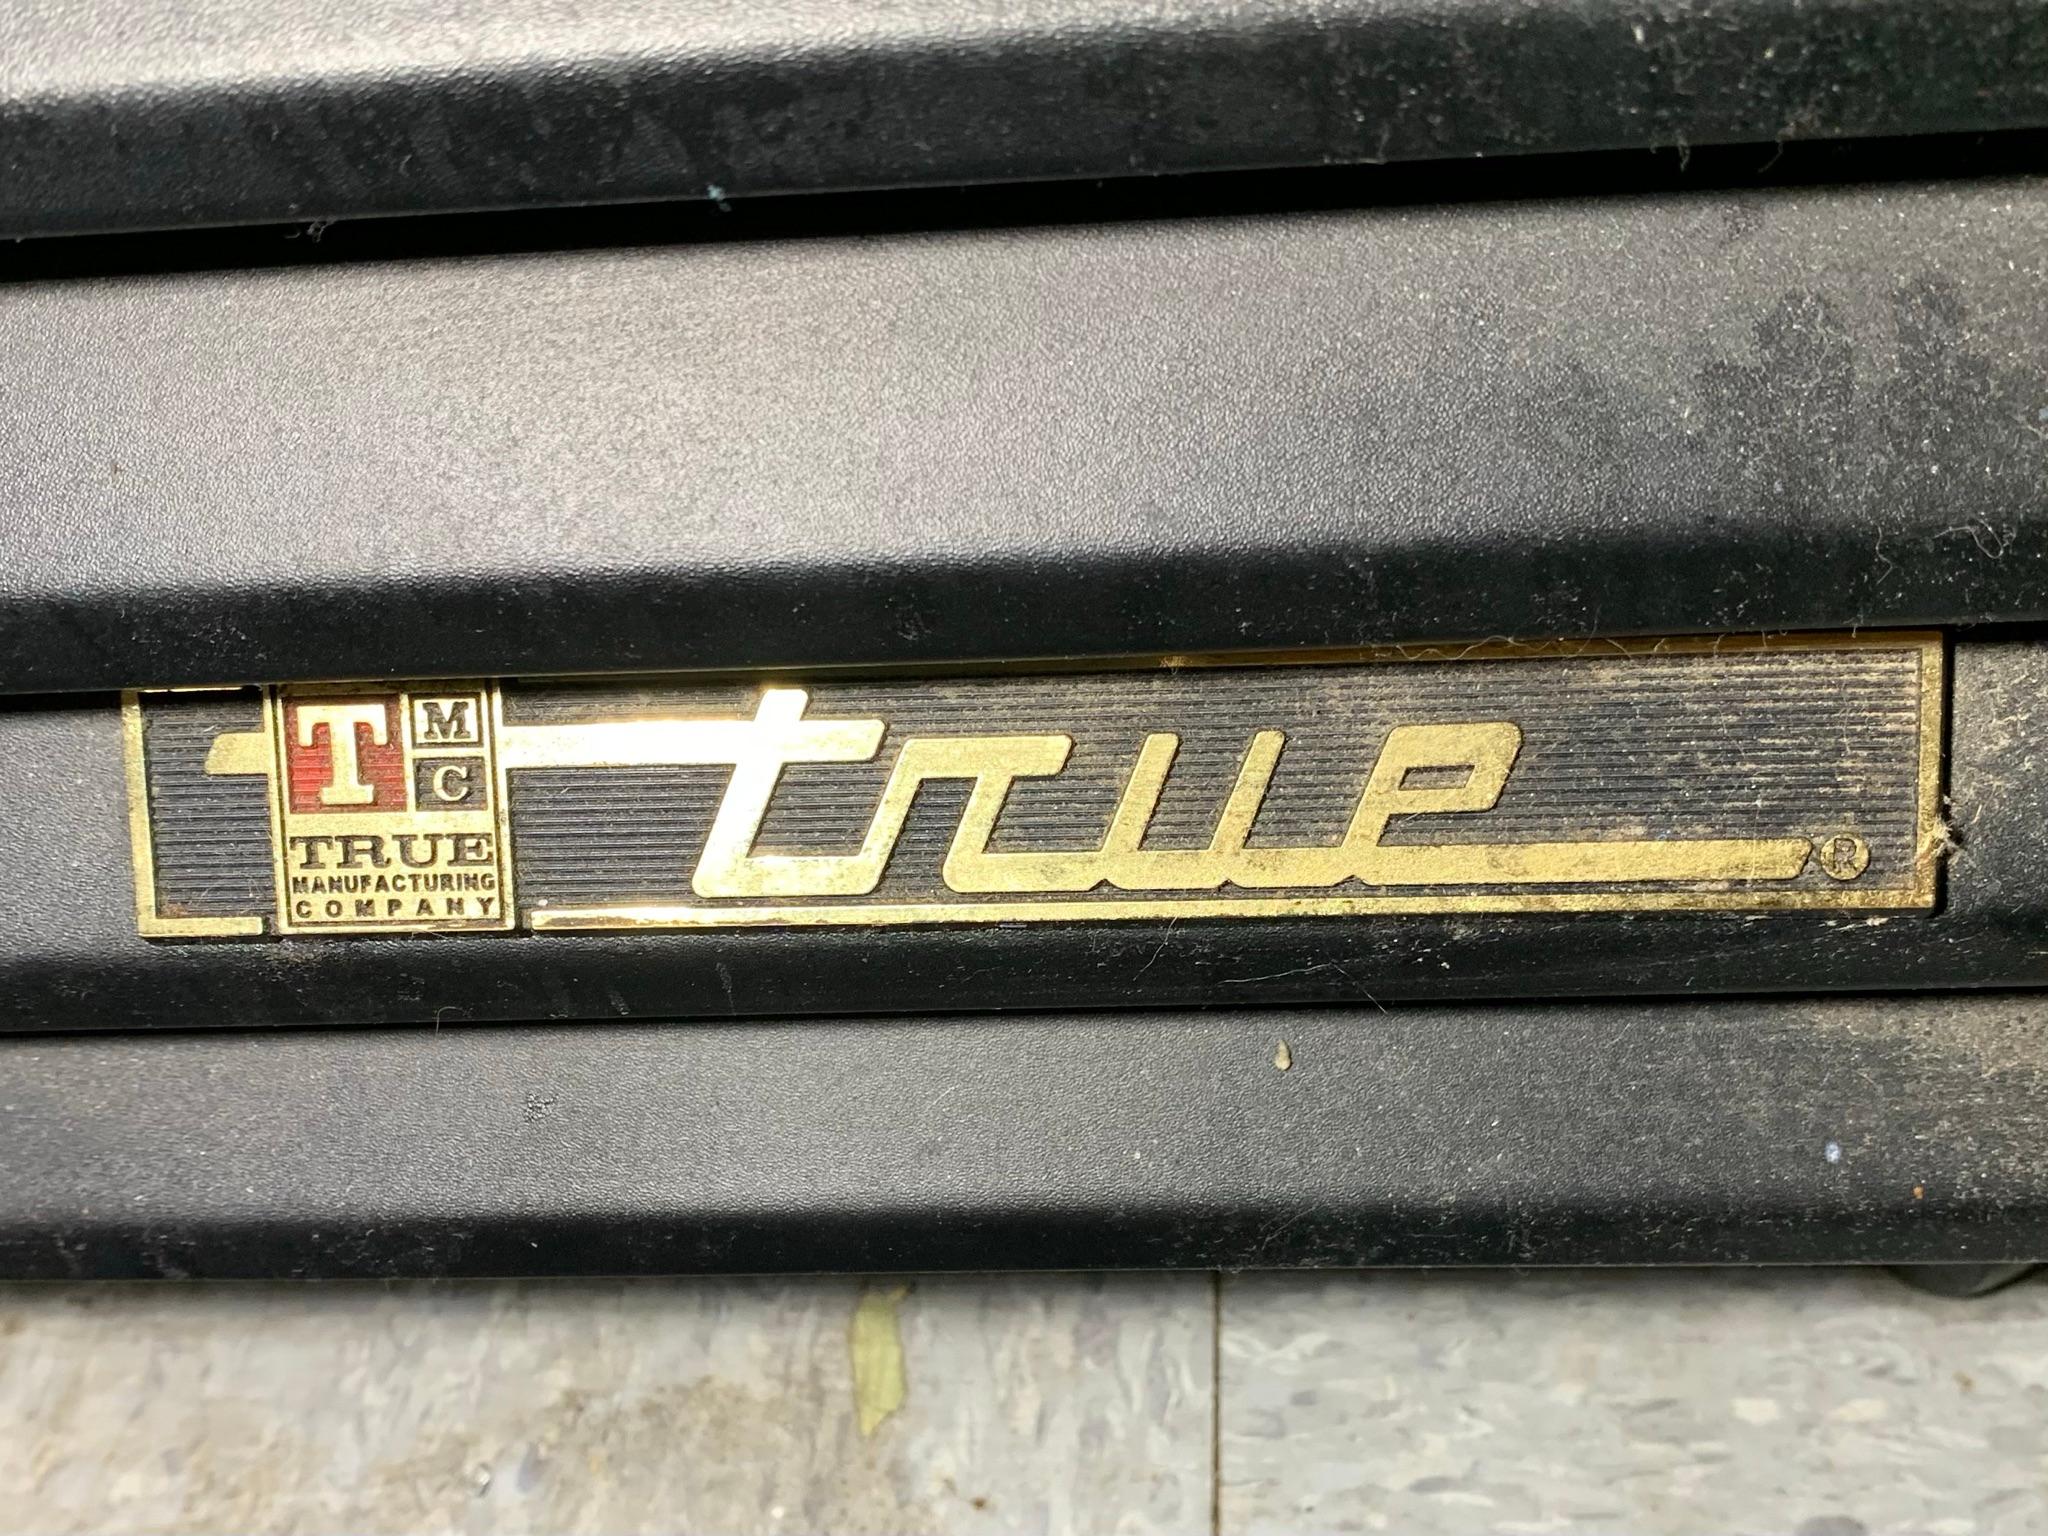 T M
C
TRUE
MANUFACTURING
COMPANY
true ®